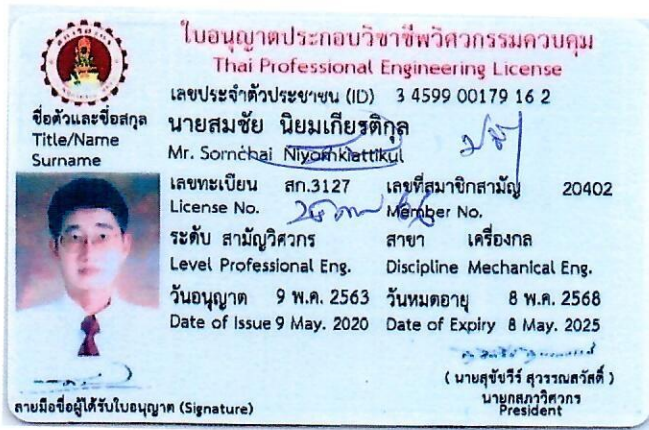 ใบอนุญาตประกอบวิชาชีพวิศวกรรมควบคุม
Thai Professional Engineering License
เลขประจำตัวประชาชน (ID) 3 4599 00179 16 2
ชื่อตัวและชื่อสกุล นายสมชัย นิยมเกียรติกุล
Title/Name Mr. Somchai Niyomkiattikul
Surname
เลขทะเบียน สก.3127 เลขที่สมาชิกสามัญ 20402
License No. Member No.
ระดับ สามัญวิศวกร สาขา เครื่องกล
Level Professional Eng. Discipline Mechanical Eng.
วันอนุญาต 9 พ.ค. 2563 วันหมดอายุ 8 พ.ค. 2568
Date of Issue 9 May. 2020 Date of Expiry 8 May. 2025
( นายสุชัชวีร์ สุวรรณสวัสดิ์ )
นายกสภาวิศวกร
President
ลายมือชื่อผู้ได้รับใบอนุญาต (Signature)